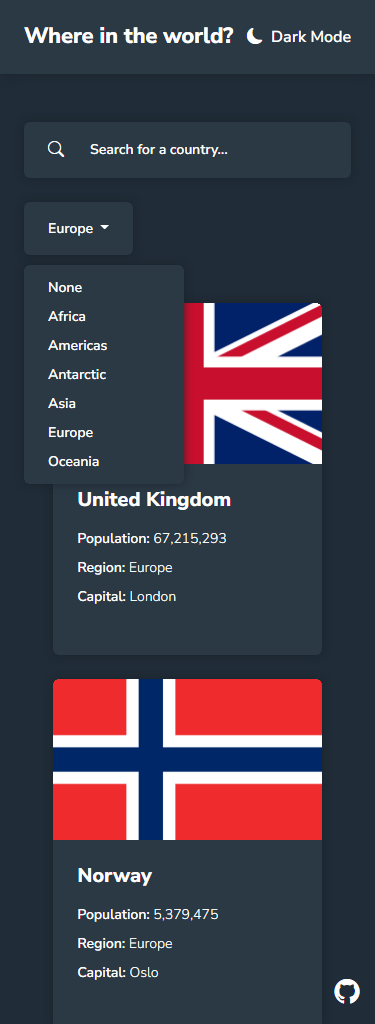 Where in the world? Dark Mode
Search for a country...
Europe
None
Africa
Americas
Antarctic
Asia
Europe
Oceania
United Kingdom
Population: 67,215,293
Region: Europe
Capital: London
Norway
Population: 5,379,475
Region: Europe
Capital: Oslo